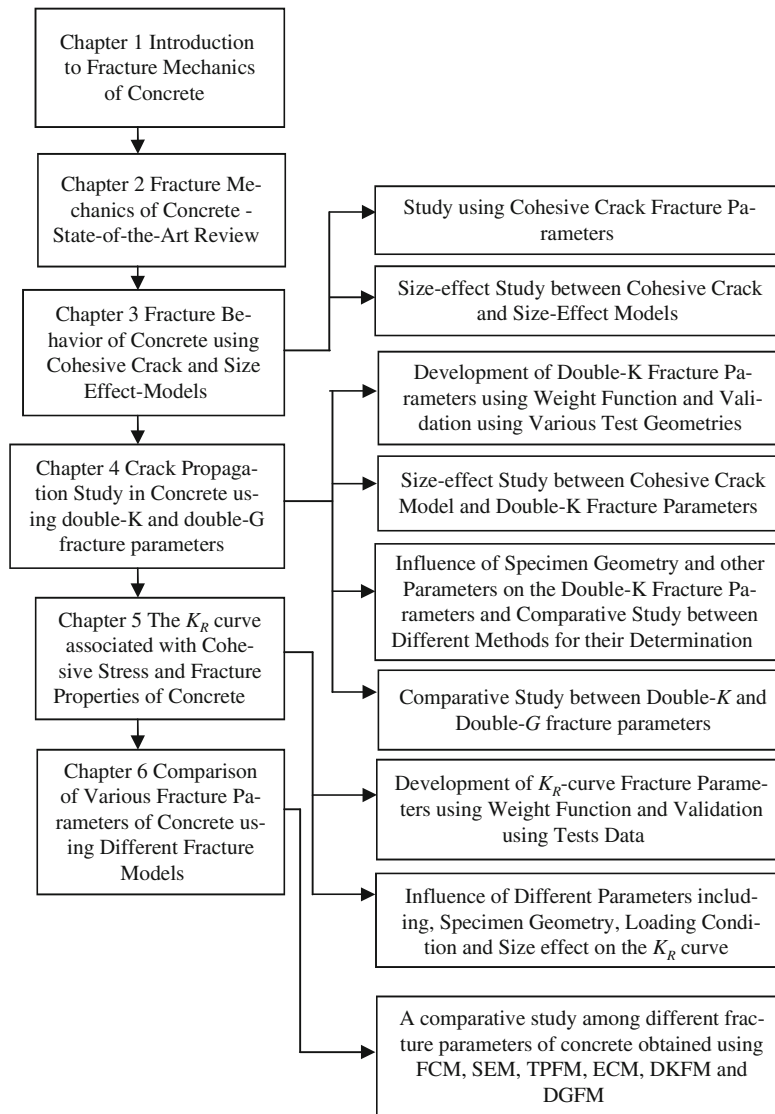 Chapter 1 Introduction
to Fracture Mechanics
of Concrete
Chapter 2 Fracture Me-
chanics of Concrete -
State-of-the-Art Review
Chapter 3 Fracture Be-
havior of Concrete using
Cohesive Crack and Size
Effect-Models
Chapter 4 Crack Propaga-
tion Study in Concrete us-
ing double-K and double-G
fracture parameters
Chapter 5 The K_R curve
associated with Cohe-
sive Stress and Fracture
Properties of Concrete
Chapter 6 Comparison
of Various Fracture Pa-
rameters of Concrete us-
ing Different Fracture
Models
Study using Cohesive Crack Fracture Pa-
rameters
Size-effect Study between Cohesive Crack
and Size-Effect Models
Development of Double-K Fracture Pa-
rameters using Weight Function and Vali-
dation using Various Test Geometries
Size-effect Study between Cohesive Crack
Model and Double-K Fracture Parameters
Influence of Specimen Geometry and other
Parameters on the Double-K Fracture Pa-
rameters and Comparative Study between
Different Methods for their Determination
Comparative Study between Double-K and
Double-G fracture parameters
Development of K_R-curve Fracture Param-
eters using Weight Function and Validation
using Tests Data
Influence of Different Parameters includ-
ing, Specimen Geometry, Loading Condi-
tion and Size effect on the K_R curve
A comparative study among different frac-
ture parameters of concrete obtained using
FCM, SEM, TPFM, ECM, DKFM and
DGFM